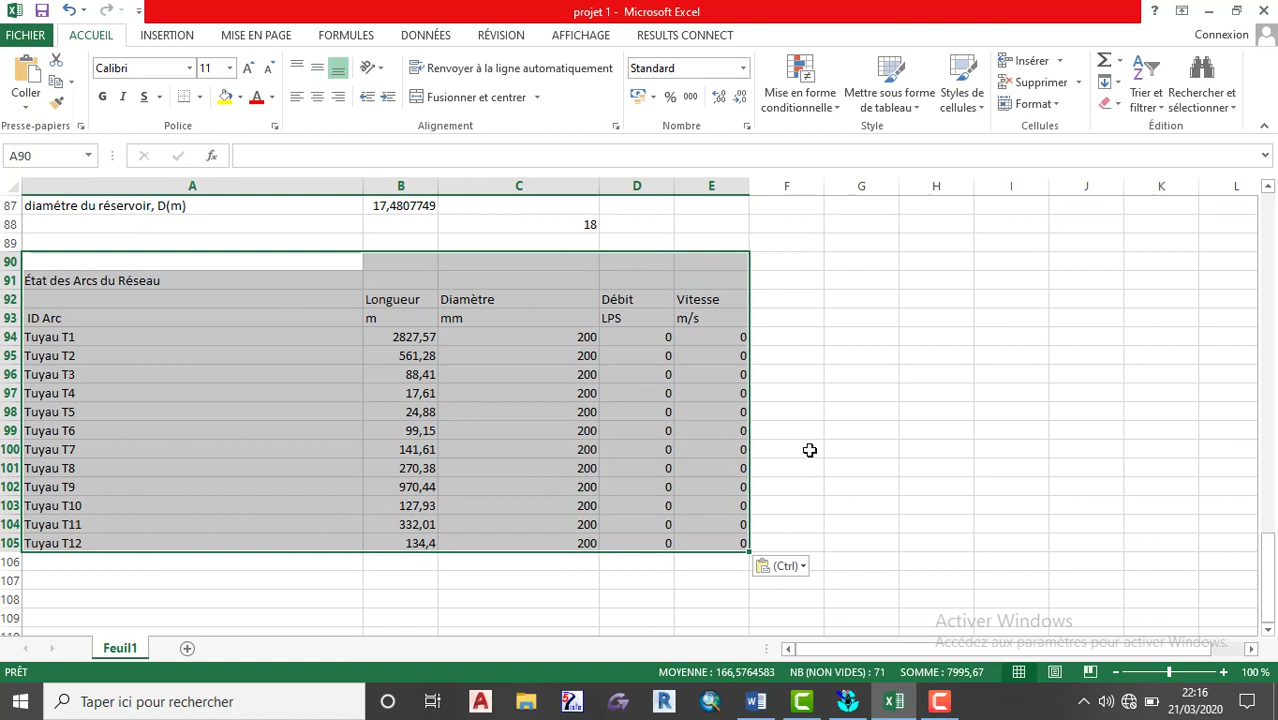 projet 1 - Microsoft Excel
?
FICHIER ACCUEIL INSERTION MISE EN PAGE FORMULES DONNÉES RÉVISION AFFICHAGE RESULTS CONNECT Connexion
Coller
Calibri 11
G I S
Renvoyer à la ligne automatiquement
Fusionner et centrer
Standard
% 000
Mise en forme conditionnelle
Mettre sous forme de tableau
Styles de cellules
Insérer
Supprimer
Format
Trier et filtrer
Rechercher et sélectionner
Presse-papiers Police Alignement Nombre Style Cellules Édition
A90 fx
A B C D E F G H I J K L
87 diamétre du réservoir, D(m) 17,4807749
88 18
89
90
91 État des Arcs du Réseau
92 Longueur Diamètre Débit Vitesse
93 ID Arc m mm LPS m/s
94 Tuyau T1 2827,57 200 0 0
95 Tuyau T2 561,28 200 0 0
96 Tuyau T3 88,41 200 0 0
97 Tuyau T4 17,61 200 0 0
98 Tuyau T5 24,88 200 0 0
99 Tuyau T6 99,15 200 0 0
100 Tuyau T7 141,61 200 0 0
101 Tuyau T8 270,38 200 0 0
102 Tuyau T9 970,44 200 0 0
103 Tuyau T10 127,93 200 0 0
104 Tuyau T11 332,01 200 0 0
105 Tuyau T12 134,4 200 0 0
106
(Ctrl)
107
108
109
Activer Windows
Accédez aux paramètres pour activer Windows.
Feuil1
PRÊT MOYENNE : 166,5764583 NB (NON VIDES) : 71 SOMME : 7995,67 100 %
Taper ici pour rechercher
22:16
21/03/2020